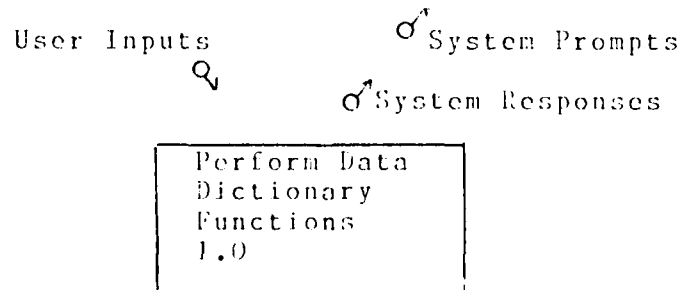 User Inputs
System Prompts
System Responses
Perform Data
Dictionary
Functions
1.0